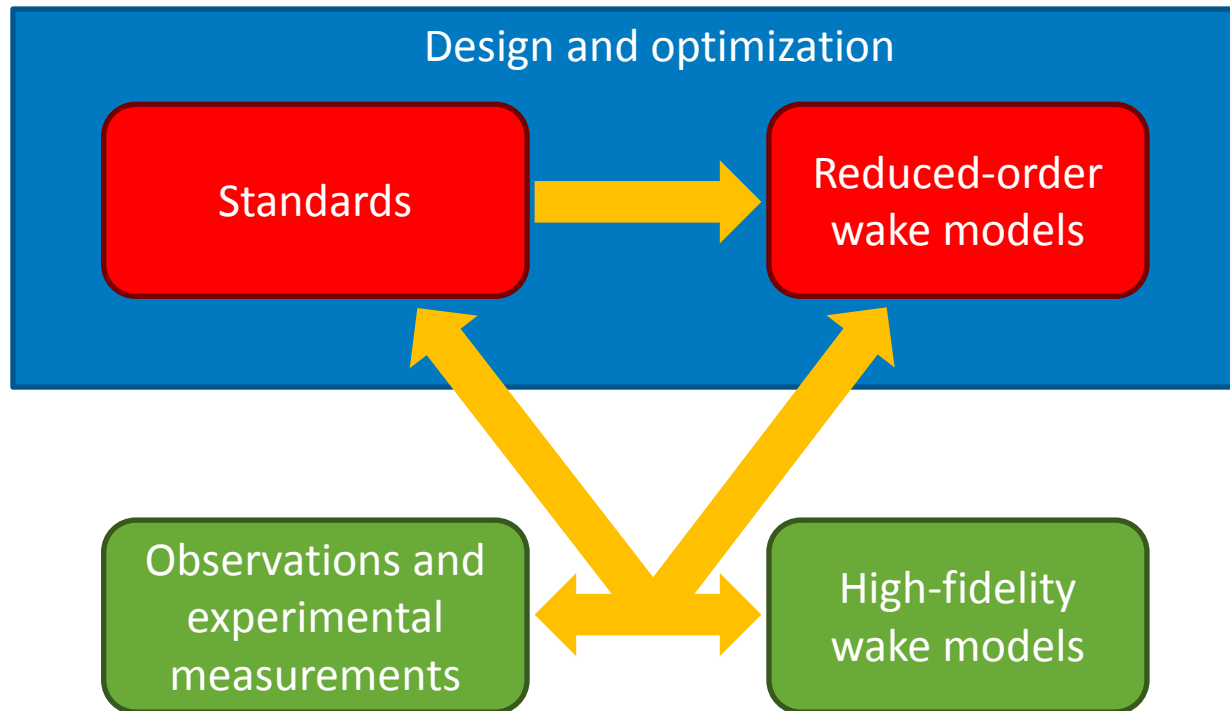 Design and optimization
Standards
Reduced-order
wake models
Observations and
experimental
measurements
High-fidelity
wake models